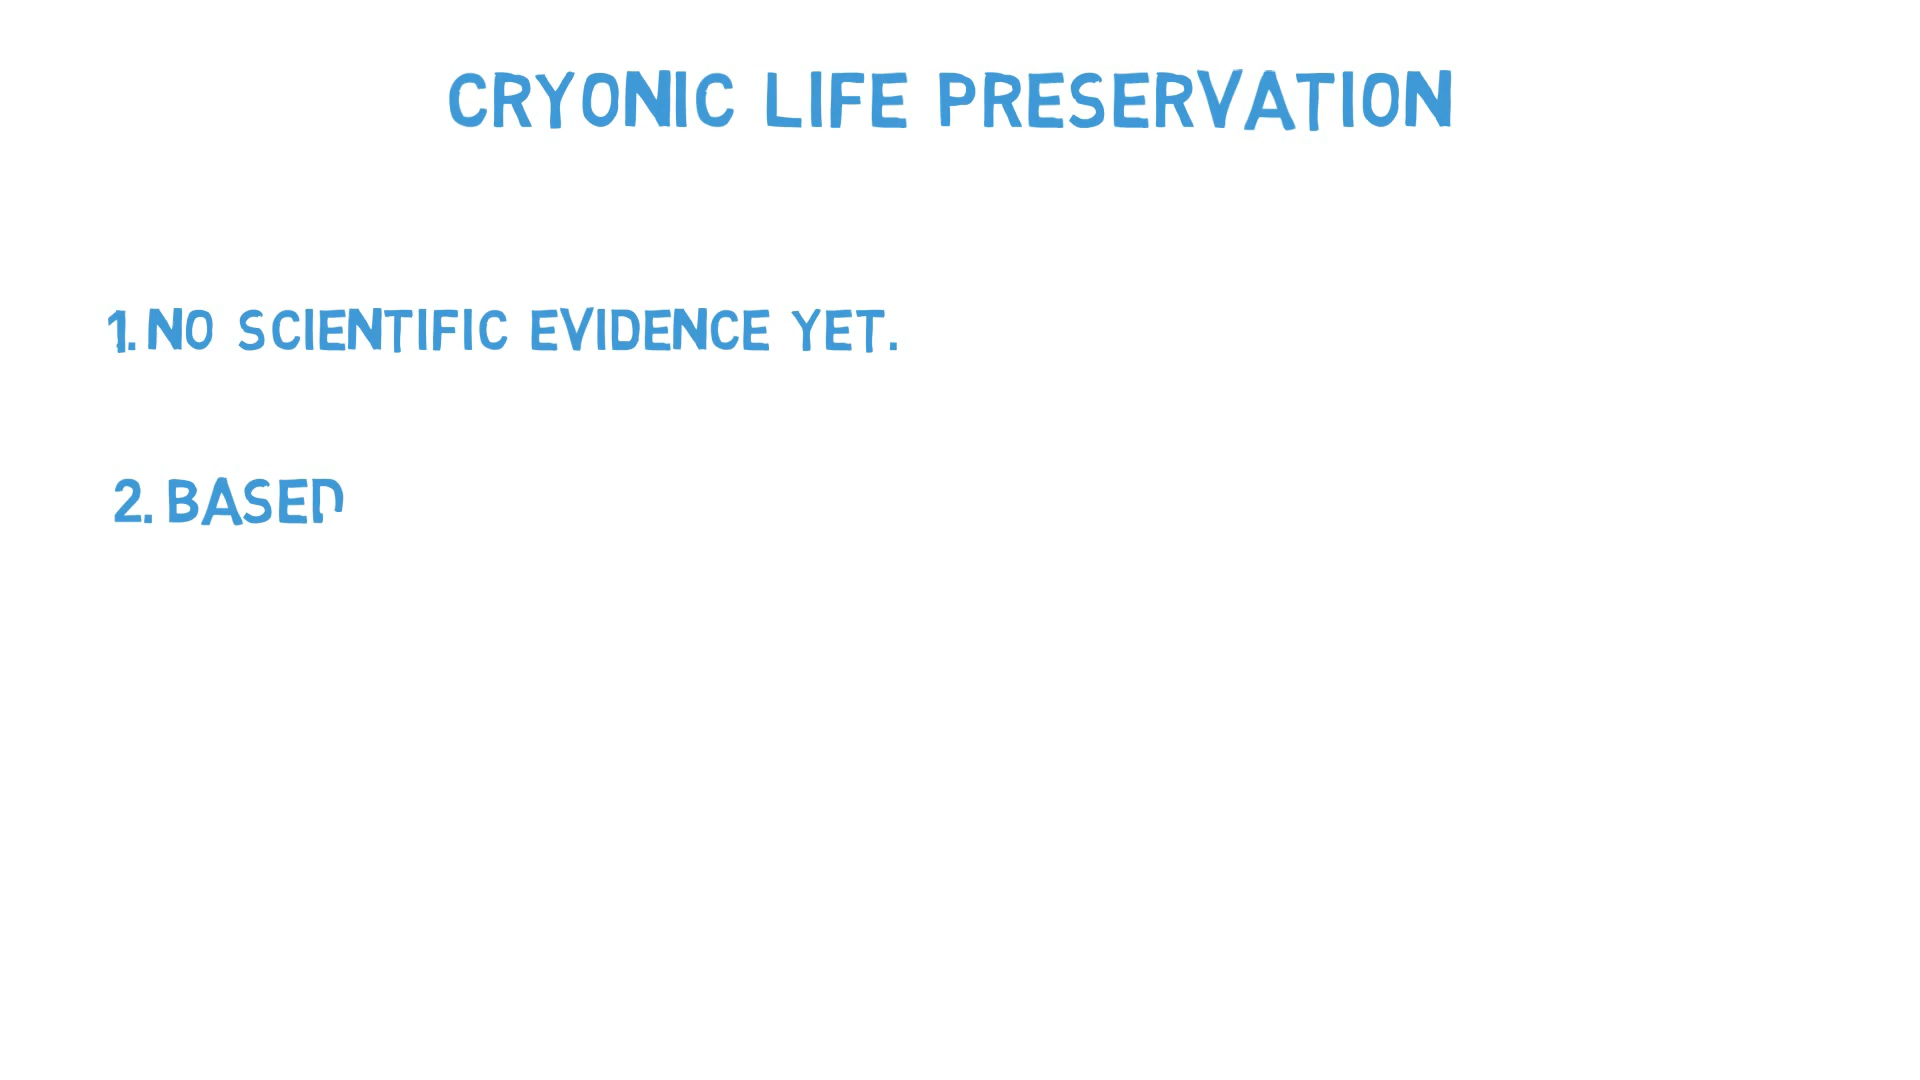 CRYONIC LIFE PRESERVATION
1. NO SCIENTIFIC EVIDENCE YET.
2. BASED